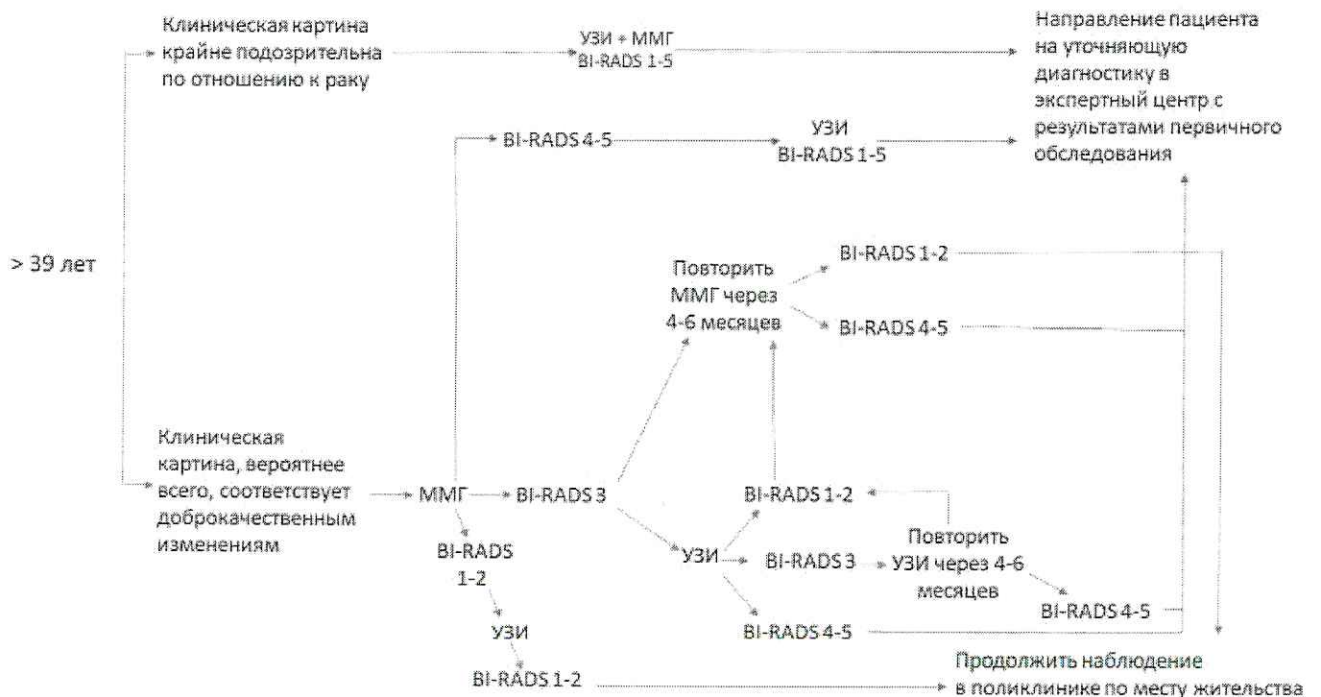 Клиническая картина
крайне подозрительна
по отношению к раку
УЗИ + ММГ
BI-RADS 1-5
Направление пациента
на уточняющую
диагностику в
экспертный центр с
результатами первичного
обследования
BI-RADS 4-5
УЗИ
BI-RADS 1-5
> 39 лет
Повторить
ММГ через
4-6 месяцев
BI-RADS 1-2
BI-RADS 4-5
Клиническая
картина, вероятнее
всего, соответствует
доброкачественным
изменениям
ММГ
BI-RADS 3
BI-RADS
1-2
УЗИ
BI-RADS 1-2
УЗИ
BI-RADS 1-2
BI-RADS 3
Повторить
УЗИ через 4-6
месяцев
BI-RADS 4-5
BI-RADS 4-5
Продолжить наблюдение
в поликлинике по месту жительства